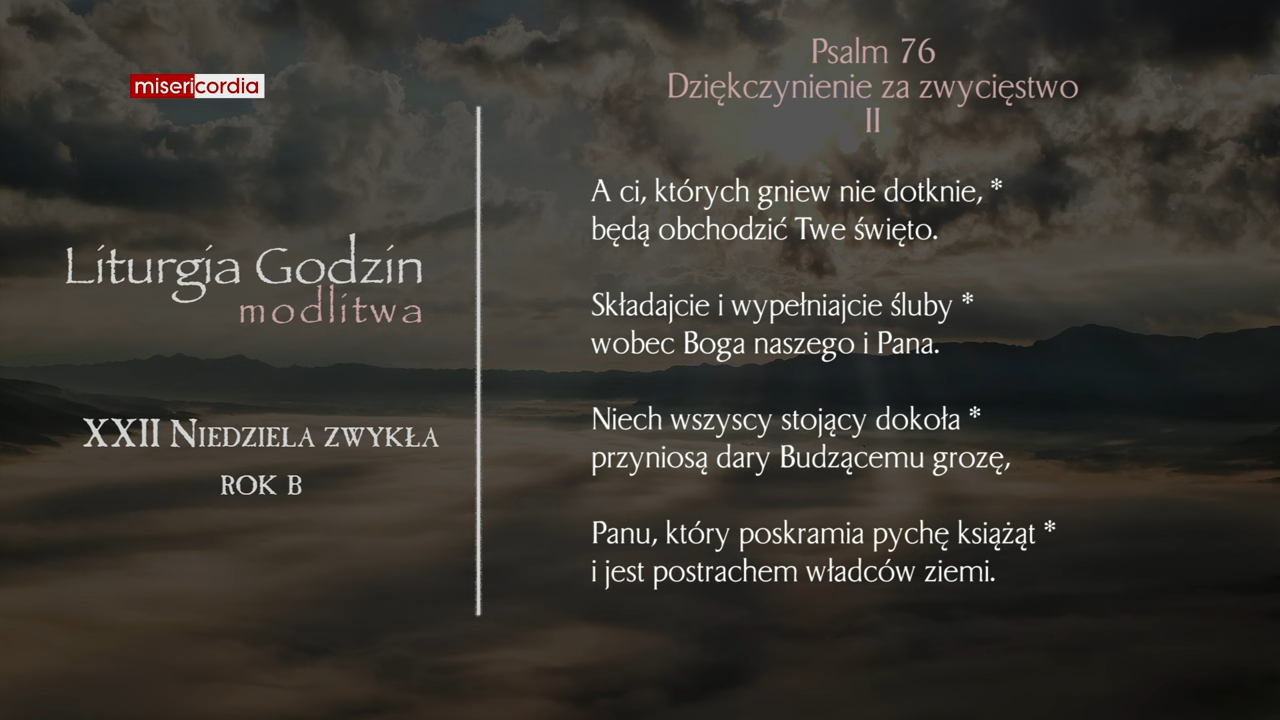 misericordia
Liturgia Godzin
modlitwa
XXII Niedziela zwykła
rok B
Psalm 76
Dziękczynienie za zwycięstwo
II
A ci, których gniew nie dotknie, *
będą obchodzić Twe święto.
Składajcie i wypełniajcie śluby *
wobec Boga naszego i Pana.
Niech wszyscy stojący dokoła *
przyniosą dary Budzącemu grozę,
Panu, który poskramia pychę książąt *
i jest postrachem władców ziemi.